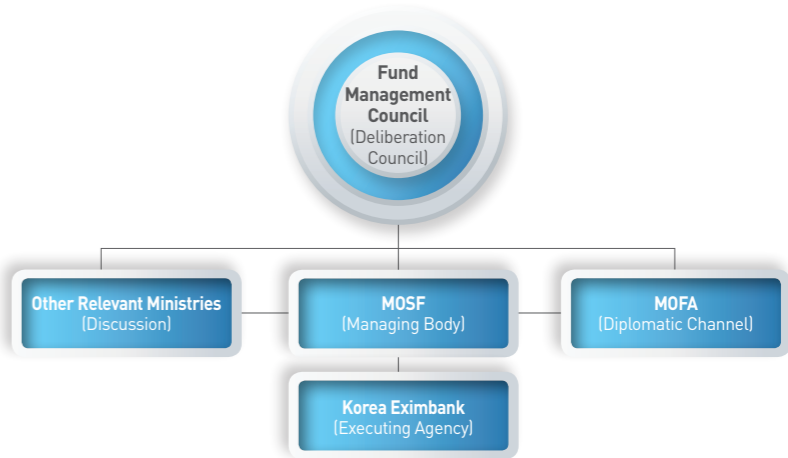 Fund
Management
Council
(Deliberation
Council)
Other Relevant Ministries
(Discussion)
MOSF
(Managing Body)
MOFA
(Diplomatic Channel)
Korea Eximbank
(Executing Agency)